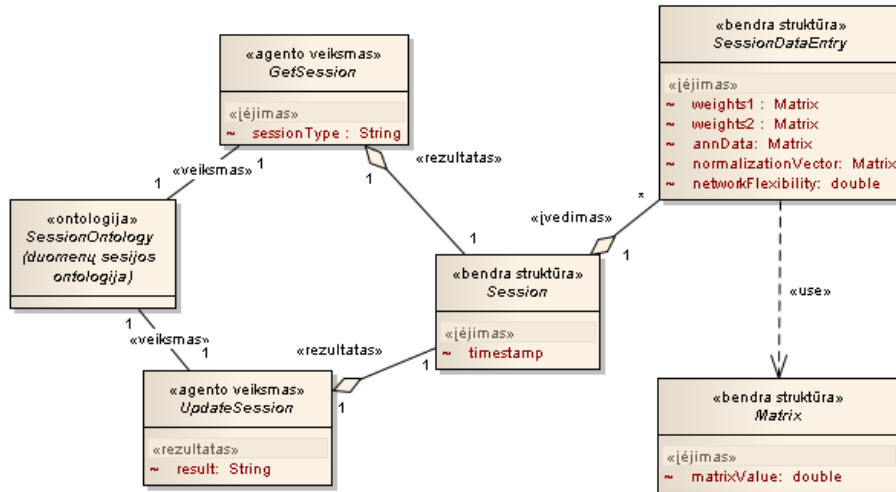 «bendra struktūra»
SessionDataEntry
«įėjimas»
~ weights1 : Matrix
~ weights2 : Matrix
~ annData: Matrix
~ normalizationVector: Matrix
~ networkFlexibility: double
«agento veiksmas»
GetSession
«įėjimas»
~ sessionType : String
«veiksmas»
1
1
«rezultatas»
1
1
«ontologija»
SessionOntology
(duomenų sesijos
ontologija)
«įvedimas»
*
1
«bendra struktūra»
Session
«įėjimas»
~ timestamp
«use»
1
«veiksmas»
1
«rezultatas»
1
1
«agento veiksmas»
UpdateSession
«rezultatas»
~ result: String
«bendra struktūra»
Matrix
«įėjimas»
~ matrixValue: double